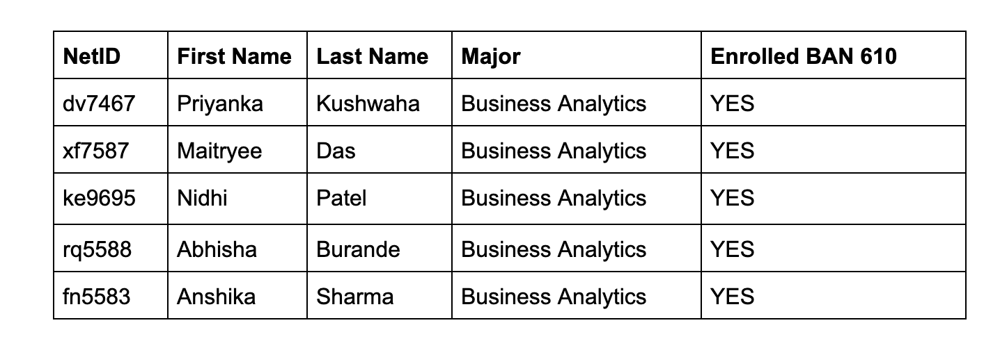 NetID First Name Last Name Major Enrolled BAN 610
dv7467 Priyanka Kushwaha Business Analytics YES
xf7587 Maitryee Das Business Analytics YES
ke9695 Nidhi Patel Business Analytics YES
rq5588 Abhisha Burande Business Analytics YES
fn5583 Anshika Sharma Business Analytics YES